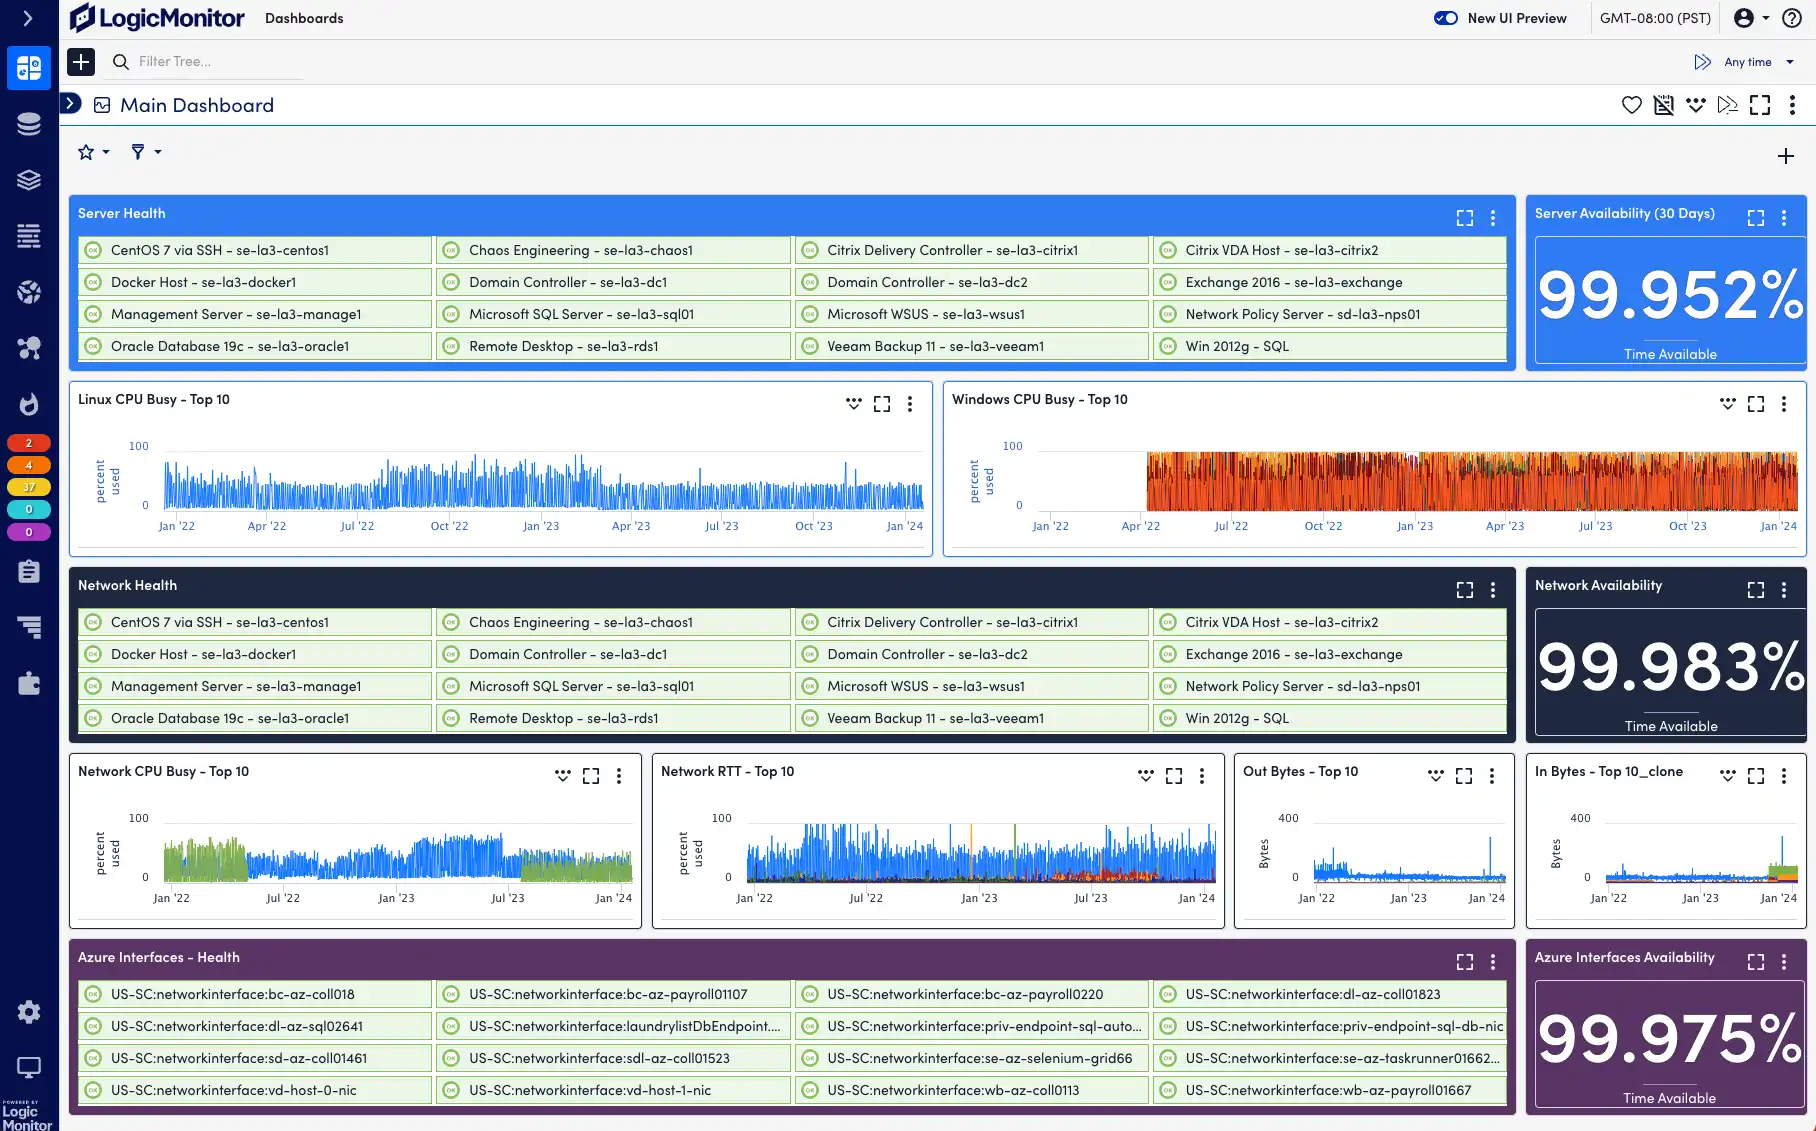 LogicMonitor
Dashboards
New UI Preview
GMT-08:00 (PST)
Filter Tree...
Any time
Main Dashboard
Server Health
CentOS 7 via SSH - se-la3-centos1
Chaos Engineering - se-la3-chaos1
Citrix Delivery Controller - se-la3-citrix1
Citrix VDA Host - se-la3-citrix2
Docker Host - se-la3-docker1
Domain Controller - se-la3-dc1
Domain Controller - se-la3-dc2
Exchange 2016 - se-la3-exchange
Management Server - se-la3-manage1
Microsoft SQL Server - se-la3-sql01
Microsoft WSUS - se-la3-wsus1
Network Policy Server - sd-la3-nps01
Oracle Database 19c - se-la3-oracle1
Remote Desktop - se-la3-rds1
Veeam Backup 11 - se-la3-veeam1
Win 2012g - SQL
Server Availability (30 Days)
99.952%
Time Available
Linux CPU Busy - Top 10
percent used
100
0
Jan '22
Apr '22
Jul '22
Oct '22
Jan '23
Apr '23
Jul '23
Oct '23
Jan '24
Windows CPU Busy - Top 10
percent used
100
0
Jan '22
Apr '22
Jul '22
Oct '22
Jan '23
Apr '23
Jul '23
Oct '23
Jan '24
2
4
37
0
0
Network Health
CentOS 7 via SSH - se-la3-centos1
Chaos Engineering - se-la3-chaos1
Citrix Delivery Controller - se-la3-citrix1
Citrix VDA Host - se-la3-citrix2
Docker Host - se-la3-docker1
Domain Controller - se-la3-dc1
Domain Controller - se-la3-dc2
Exchange 2016 - se-la3-exchange
Management Server - se-la3-manage1
Microsoft SQL Server - se-la3-sql01
Microsoft WSUS - se-la3-wsus1
Network Policy Server - sd-la3-nps01
Oracle Database 19c - se-la3-oracle1
Remote Desktop - se-la3-rds1
Veeam Backup 11 - se-la3-veeam1
Win 2012g - SQL
Network Availability
99.983%
Time Available
Network CPU Busy - Top 10
percent used
100
0
Jan '22
Jul '22
Jan '23
Jul '23
Jan '24
Network RTT - Top 10
percent used
100
0
Jan '22
Jul '22
Jan '23
Jul '23
Jan '24
Out Bytes - Top 10
Bytes
400
0
Jan '22
Jan '23
Jan '24
In Bytes - Top 10_clone
Bytes
400
0
Jan '22
Jan '23
Jan '24
Azure Interfaces - Health
US-SC:networkinterface:bc-az-coll018
US-SC:networkinterface:bc-az-payroll01107
US-SC:networkinterface:bc-az-payroll0220
US-SC:networkinterface:dl-az-coll01823
US-SC:networkinterface:dl-az-sql02641
US-SC:networkinterface:laundrylistDbEndpoint....
US-SC:networkinterface:priv-endpoint-sql-auto...
US-SC:networkinterface:priv-endpoint-sql-db-nic
US-SC:networkinterface:sd-az-coll01461
US-SC:networkinterface:sdl-az-coll01523
US-SC:networkinterface:se-az-selenium-grid66
US-SC:networkinterface:se-az-taskrunner01662...
US-SC:networkinterface:vd-host-0-nic
US-SC:networkinterface:vd-host-1-nic
US-SC:networkinterface:wb-az-coll0113
US-SC:networkinterface:wb-az-payroll01667
Azure Interfaces Availability
99.975%
Time Available
POWERED BY
Logic
Monitor